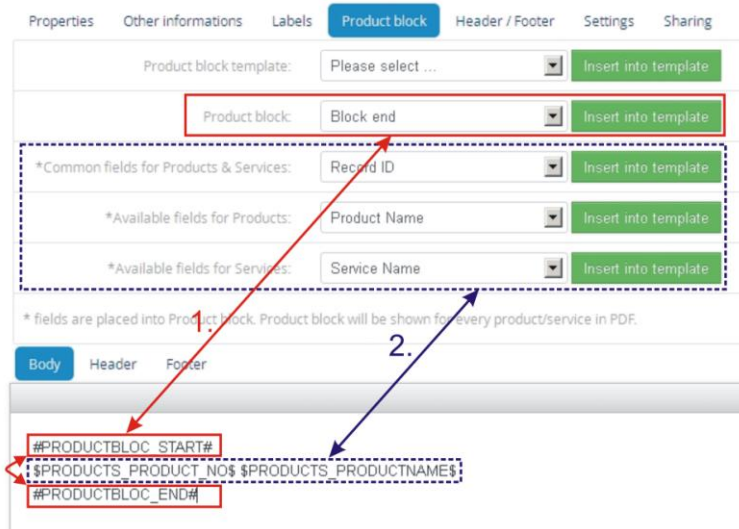 Properties Other informations Labels Product block Header / Footer Settings Sharing
Product block template: Please select ... Insert into template
Product block: Block end Insert into template
*Common fields for Products & Services: Record ID Insert into template
*Available fields for Products: Product Name Insert into template
*Available fields for Services: Service Name Insert into template
* fields are placed into Product block. Product block will be shown for every product/service in PDF.
1.
2.
Body Header Footer
#PRODUCTBLOC_START#
$PRODUCTS_PRODUCT_NO$ $PRODUCTS_PRODUCTNAME$
#PRODUCTBLOC_END#